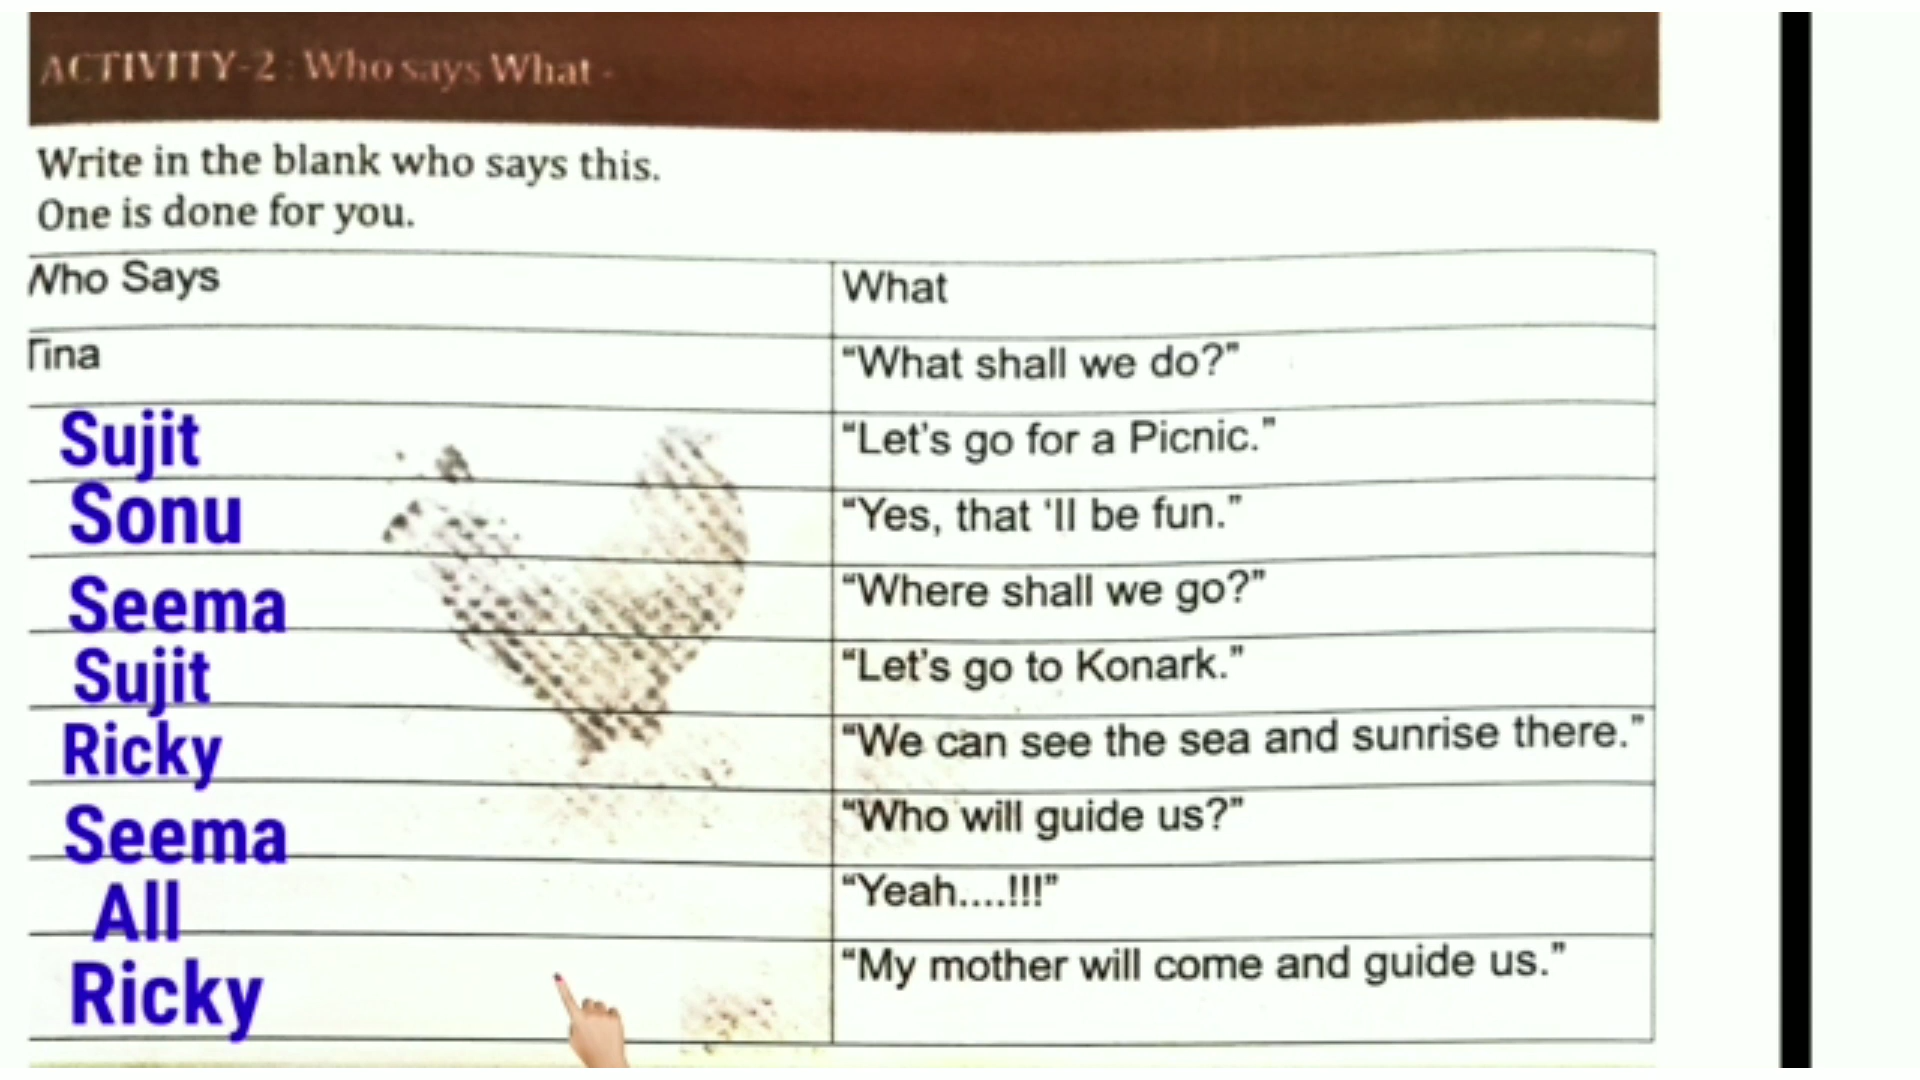 ACTIVITY-2 : Who says What -
Write in the blank who says this.
One is done for you.
Who Says What
Tina "What shall we do?"
Sujit "Let's go for a Picnic."
Sonu "Yes, that 'll be fun."
Seema "Where shall we go?"
Sujit "Let's go to Konark."
Ricky "We can see the sea and sunrise there."
Seema "Who will guide us?"
All "Yeah....!!!"
Ricky "My mother will come and guide us."